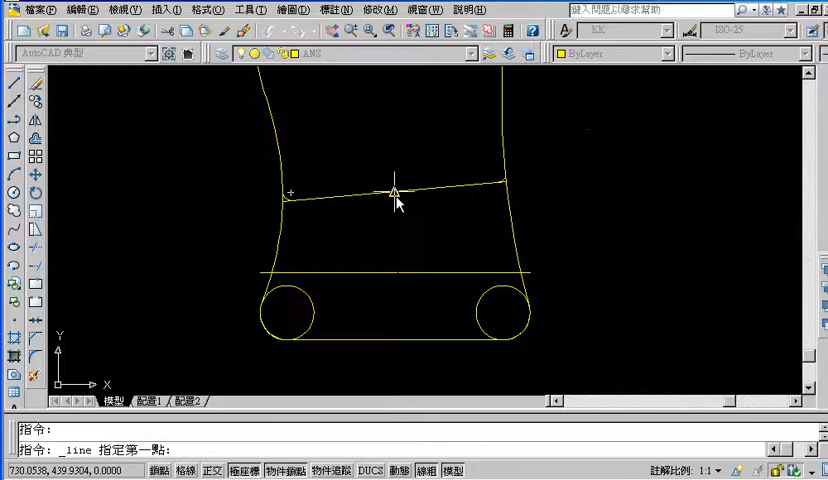 檔案(F) 編輯(E) 檢視(V) 插入(I) 格式(O) 工具(T) 繪圖(D) 標註(N) 修改(M) 視窗(W) 說明(H) 鍵入問題以尋求幫助
KK ISO-25
AutoCAD 典型 ANS ByLayer ByLayer
Y
X
模型 配置1 配置2
指令:
指令: _line 指定第一點:
730.0538, 439.9304, 0.0000 鎖點 格線 正交 極座標 物件鎖點 物件追蹤 DUCS 動態 線粗 模型 註解比例: 1:1